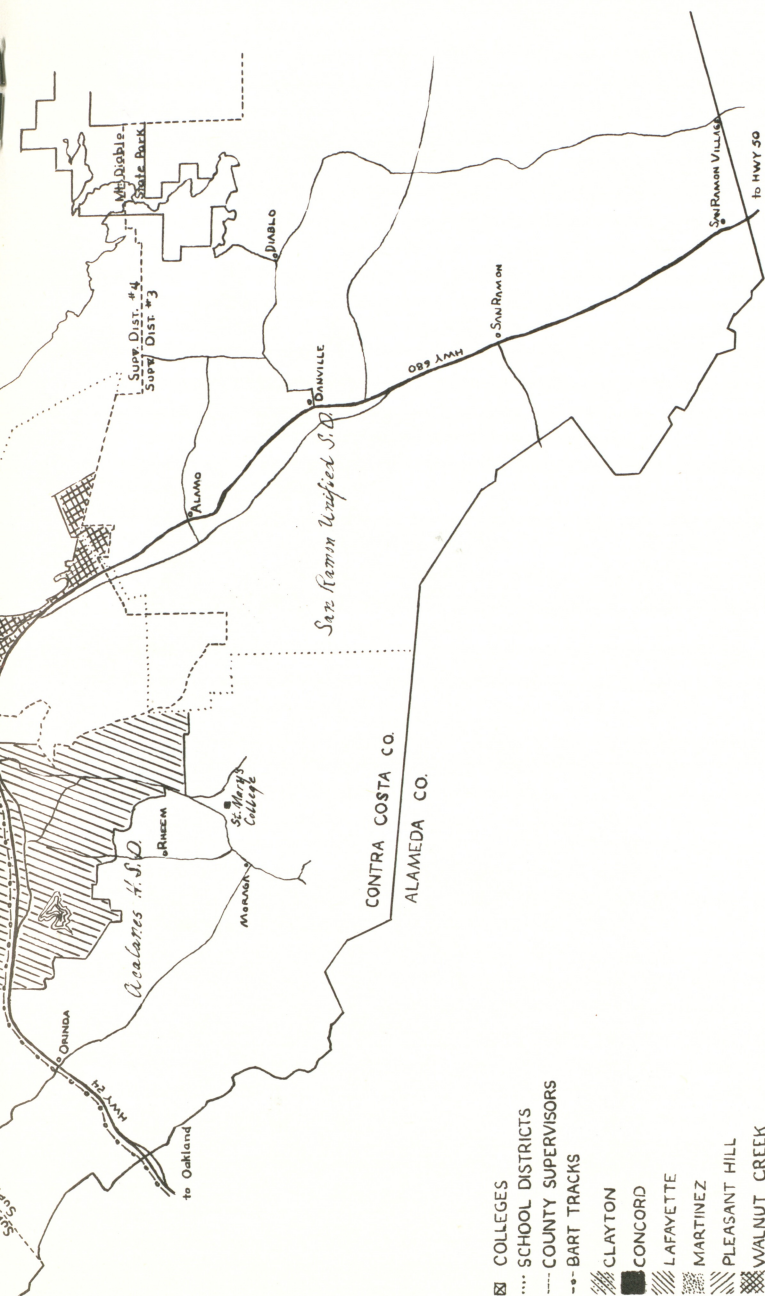 Mt. Diablo
State Park
SUPV. DIST. #4
SUPV. DIST. #3
DIABLO
DANVILLE
ALAMO
HWY 680
SAN RAMON
SAN RAMON VILLAGE
to HWY 50
San Ramon Unified S.D.
Acalanes H.S.D.
RHEEM
St. Mary's
College
MORAGA
ORINDA
HWY 24
to Oakland
CONTRA COSTA CO.
ALAMEDA CO.
COLLEGES
SCHOOL DISTRICTS
COUNTY SUPERVISORS
BART TRACKS
CLAYTON
CONCORD
LAFAYETTE
MARTINEZ
PLEASANT HILL
WALNUT CREEK